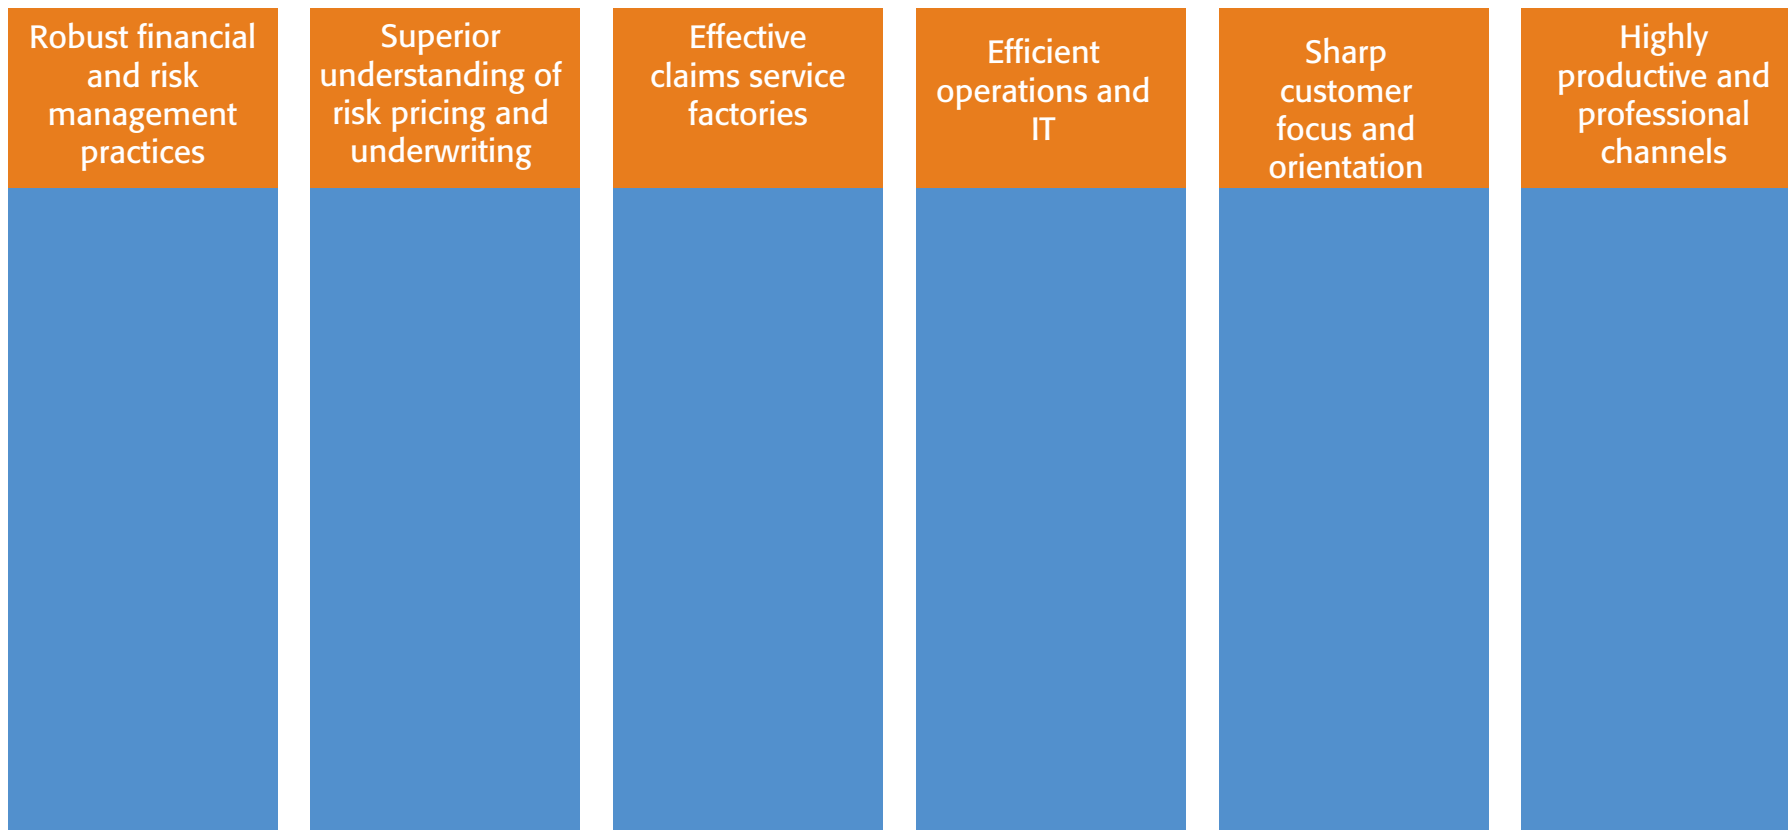 Robust financial
and risk
management
practices
Superior
understanding of
risk pricing and
underwriting
Effective
claims service
factories
Efficient
operations and
IT
Sharp
customer
focus and
orientation
Highly
productive and
professional
channels